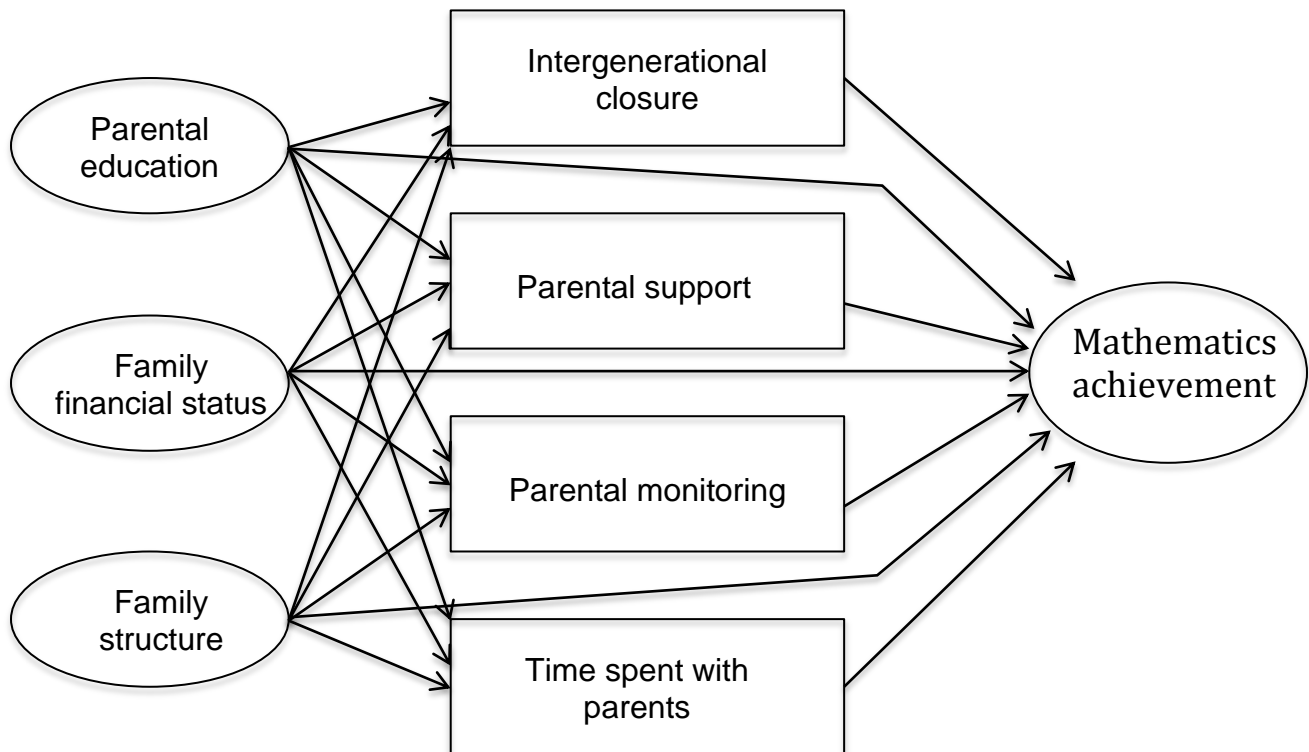 Intergenerational
closure
Parental
education
Parental support
Family
financial status
Mathematics
achievement
Parental monitoring
Family
structure
Time spent with
parents